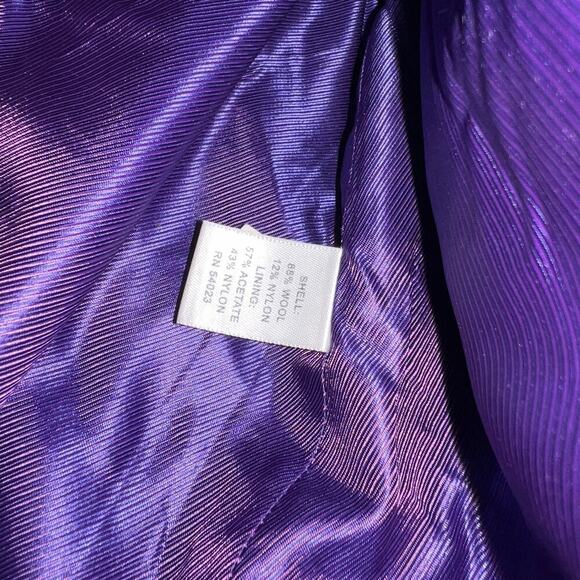 SHELL:
88% WOOL
12% NYLON
LINING:
57% ACETATE
43% NYLON
RN 54023